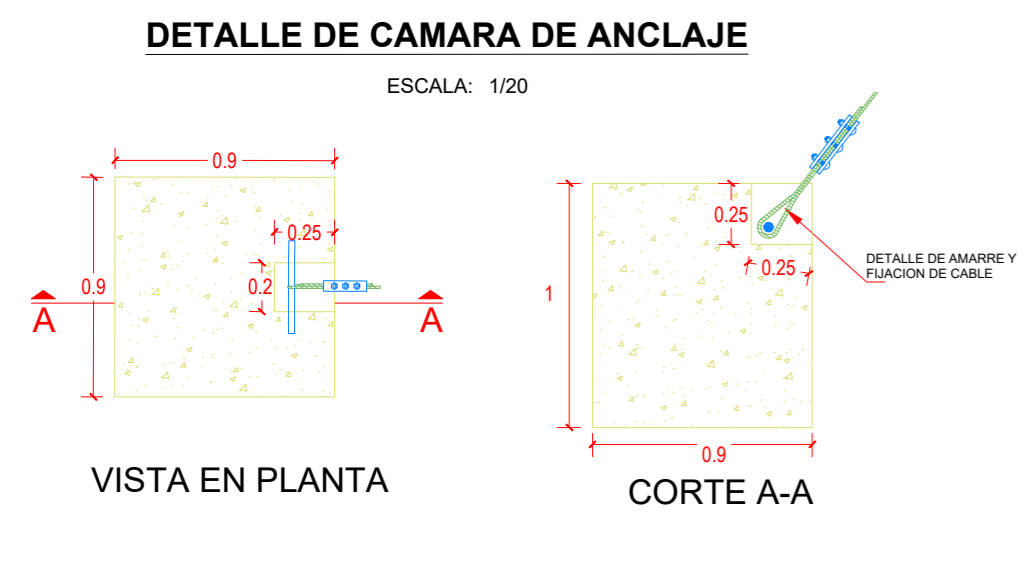 DETALLE DE CAMARA DE ANCLAJE
ESCALA: 1/20
0.9
0.25
0.9
0.2
A
A
VISTA EN PLANTA
0.25
0.25
1
0.9
DETALLE DE AMARRE Y
FIJACION DE CABLE
CORTE A-A